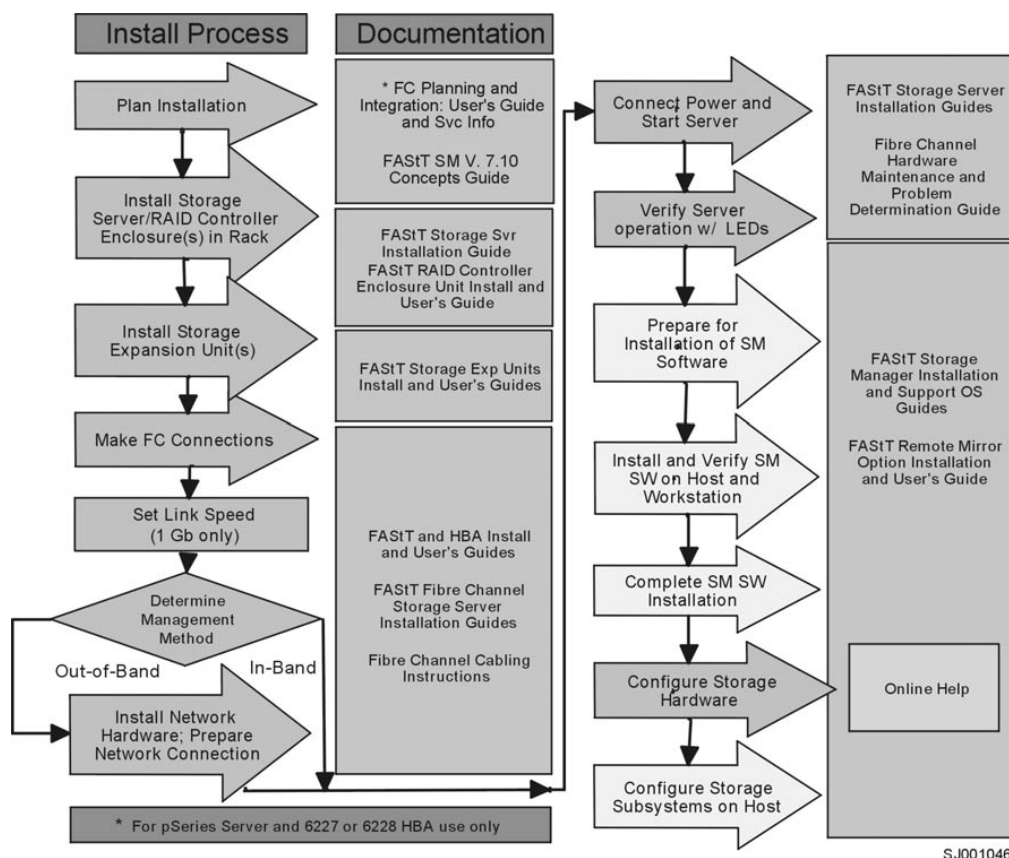 Install Process
Documentation
Plan Installation
Install Storage
Server/RAID Controller
Enclosure(s) in Rack
Install Storage
Expansion Unit(s)
Make FC Connections
Set Link Speed
(1 Gb only)
Determine
Management
Method
Out-of-Band
In-Band
Install Network
Hardware; Prepare
Network Connection
* FC Planning and
Integration: User's Guide
and Svc Info
FAStT SM V. 7.10
Concepts Guide
FAStT Storage Svr
Installation Guide
FAStT RAID Controller
Enclosure Unit Install and
User's Guide
FAStT Storage Exp Units
Install and User's Guides
FAStT and HBA Install
and User's Guides
FAStT Fibre Channel
Storage Server
Installation Guides
Fibre Channel Cabling
Instructions
* For pSeries Server and 6227 or 6228 HBA use only
Connect Power and
Start Server
Verify Server
operation w/ LEDs
Prepare for
Installation of SM
Software
Install and Verify SM
SW on Host and
Workstation
Complete SM SW
Installation
Configure Storage
Hardware
Configure Storage
Subsystems on Host
FAStT Storage Server
Installation Guides
Fibre Channel
Hardware
Maintenance and
Problem
Determination Guide
FAStT Storage
Manager Installation
and Support OS
Guides
FAStT Remote Mirror
Option Installation
and User's Guide
Online Help
SJ001046